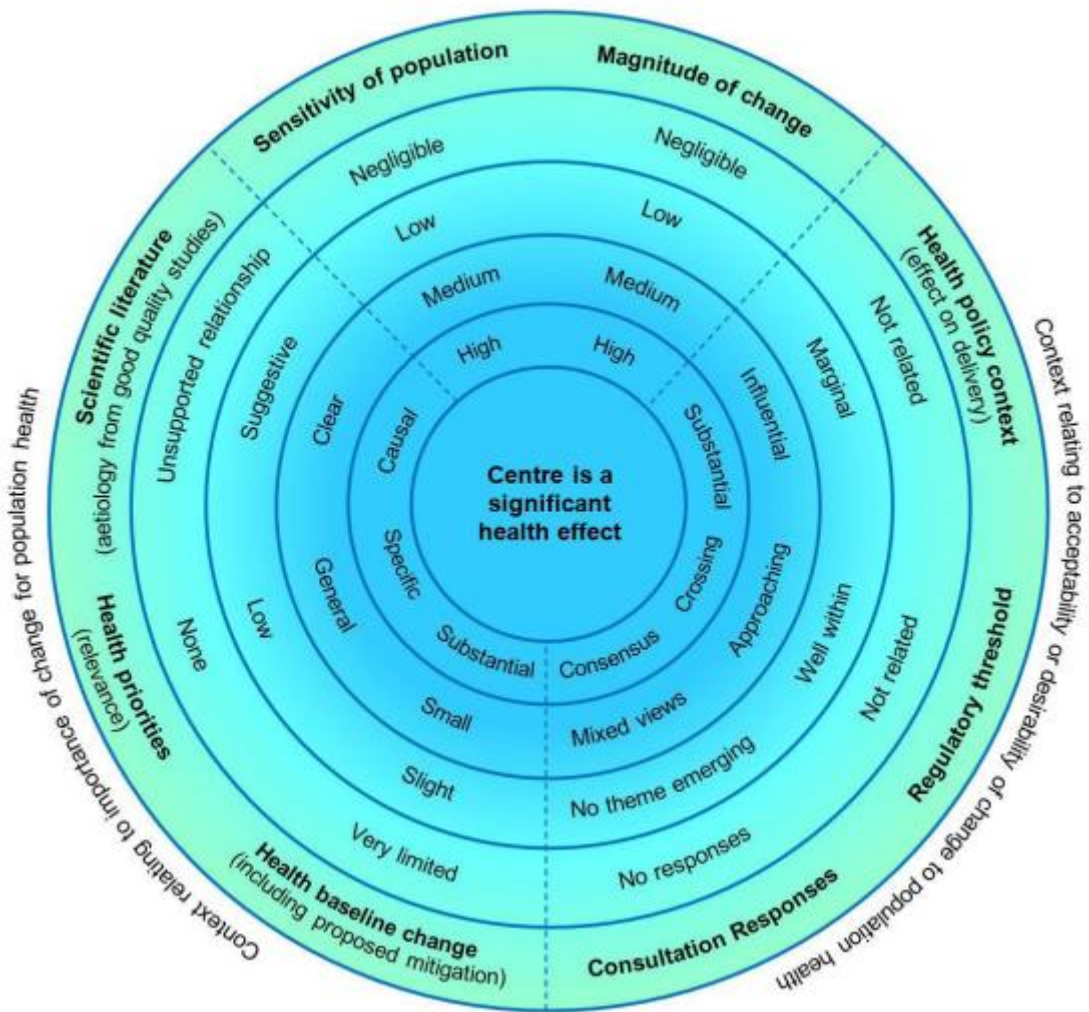 Sensitivity of population
Magnitude of change
Negligible
Negligible
Low
Low
Medium
Medium
High
High
Scientific literature
(aetiology from good quality studies)
Unsupported relationship
Suggestive
Clear
Causal
Health policy context
(effect on delivery)
Not related
Marginal
Influential
Substantial
Centre is a
significant
health effect
Health priorities
(relevance)
None
Low
General
Specific
Regulatory threshold
Not related
Well within
Approaching
Crossing
Health baseline change
(including proposed mitigation)
Very limited
Slight
Small
Substantial
Consultation Responses
No responses
No theme emerging
Mixed views
Consensus
Context relating to importance of change for population health
Context relating to acceptability or desirability of change to population health